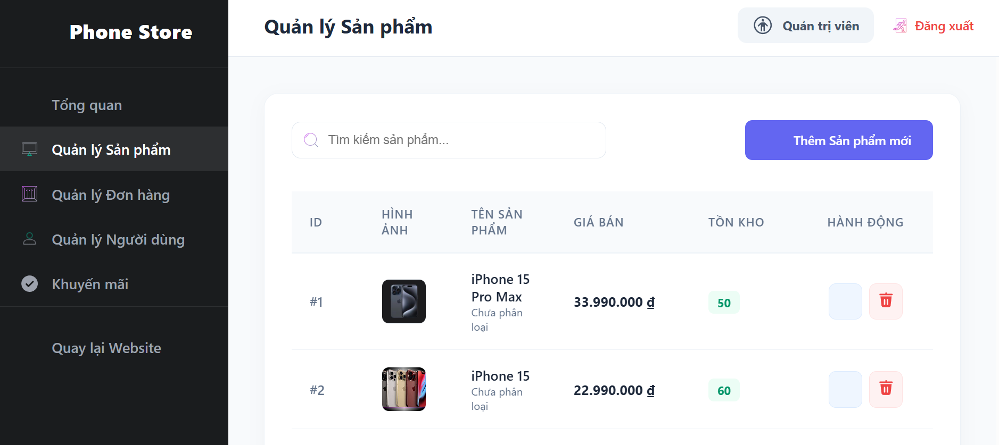 Phone Store
Tổng quan
Quản lý Sản phẩm
Quản lý Đơn hàng
Quản lý Người dùng
Khuyến mãi
Quay lại Website
Quản lý Sản phẩm
Quản trị viên
Đăng xuất
Tìm kiếm sản phẩm...
Thêm Sản phẩm mới
ID
HÌNH
ẢNH
TÊN SẢN
PHẨM
GIÁ BÁN
TỒN KHO
HÀNH ĐỘNG
#1
iPhone 15
Pro Max
Chưa phân
loại
33.990.000 ₫
50
#2
iPhone 15
Chưa phân
loại
22.990.000 ₫
60